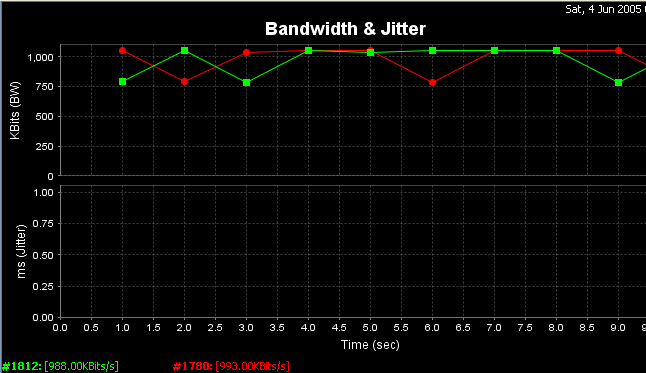 Sat, 4 Jun 2005
Bandwidth & Jitter
1,000
750
500
250
0
KBits (BW)
1.00
0.75
0.50
0.25
0.00
ms (Jitter)
0.0 0.5 1.0 1.5 2.0 2.5 3.0 3.5 4.0 4.5 5.0 5.5 6.0 6.5 7.0 7.5 8.0 8.5 9.0 9.
Time (sec)
#1812: [988.00KBits/s] #1780: [993.00KBits/s]